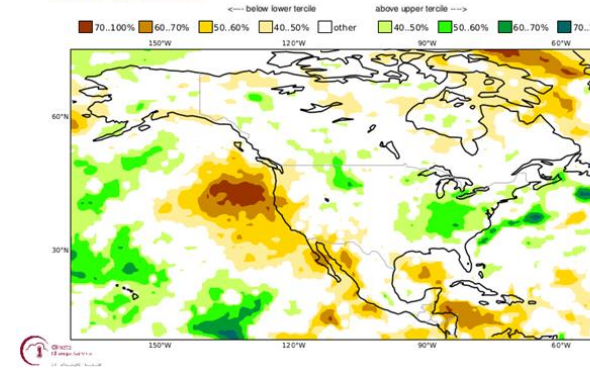 <---- below lower tercile above upper tercile ---->
70..100% 60..70% 50..60% 40..50% other 40..50% 50..60% 60..70% 70..
150°W 120°W 90°W 60°W
60°N
30°N
150°W 120°W 90°W 60°W